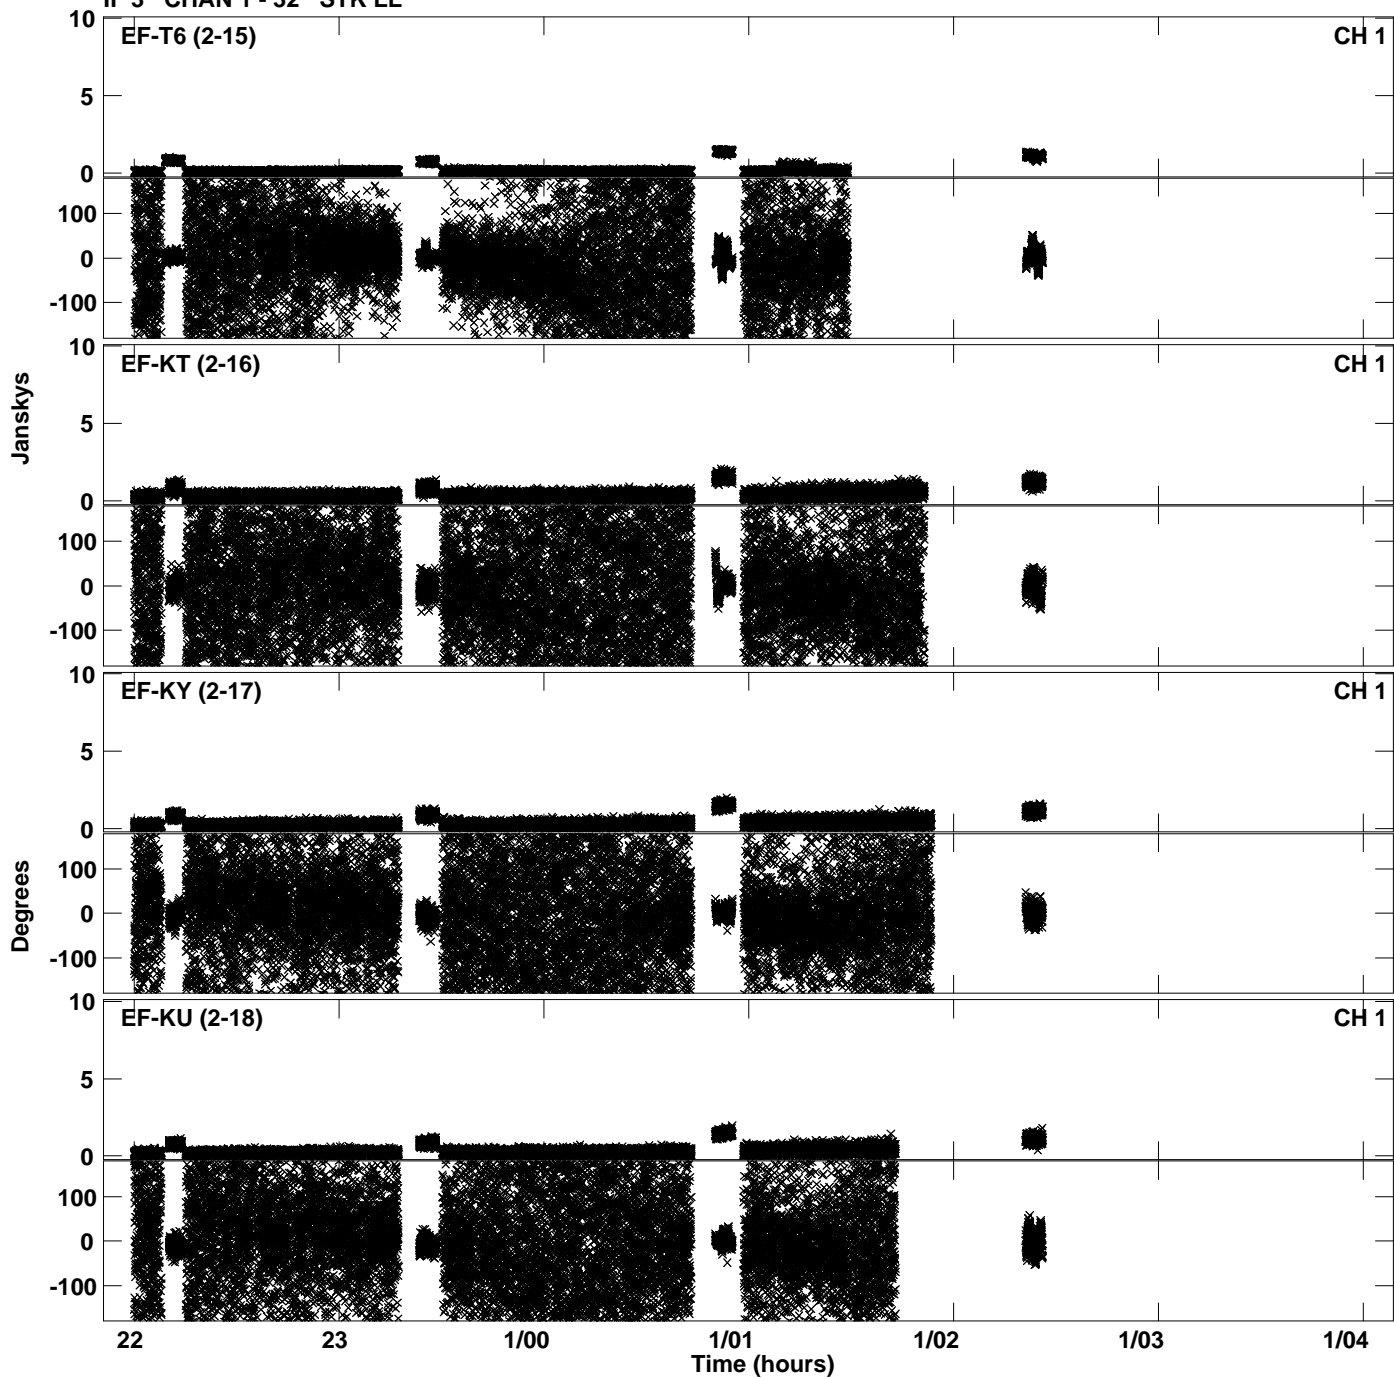 IF 3 CHAN 1 - 32 STK LL
10
EF-T6 (2-15) CH 1
5
0
100
0
-100
10
EF-KT (2-16) CH 1
5
0
100
0
-100
Janskys
10
EF-KY (2-17) CH 1
5
0
100
0
-100
Degrees
10
EF-KU (2-18) CH 1
5
0
100
0
-100
22 23 1/00 1/01 1/02 1/03 1/04
Time (hours)